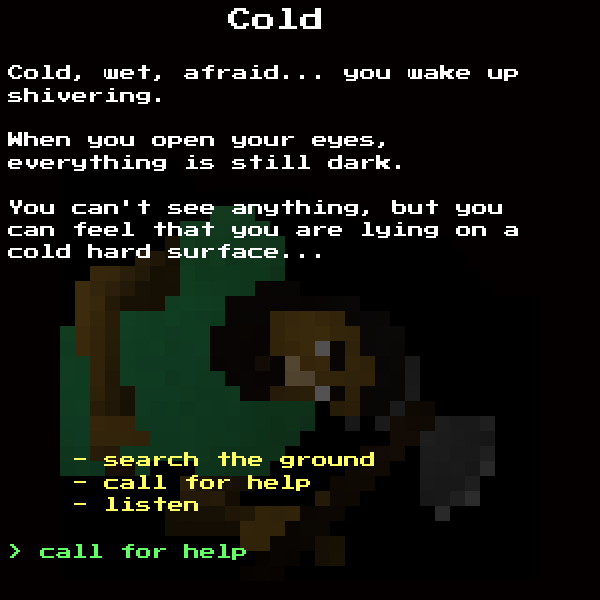 Cold
Cold, wet, afraid... you wake up
shivering.
When you open your eyes,
everything is still dark.
You can't see anything, but you
can feel that you are lying on a
cold hard surface...
- search the ground
- call for help
- listen
> call for help